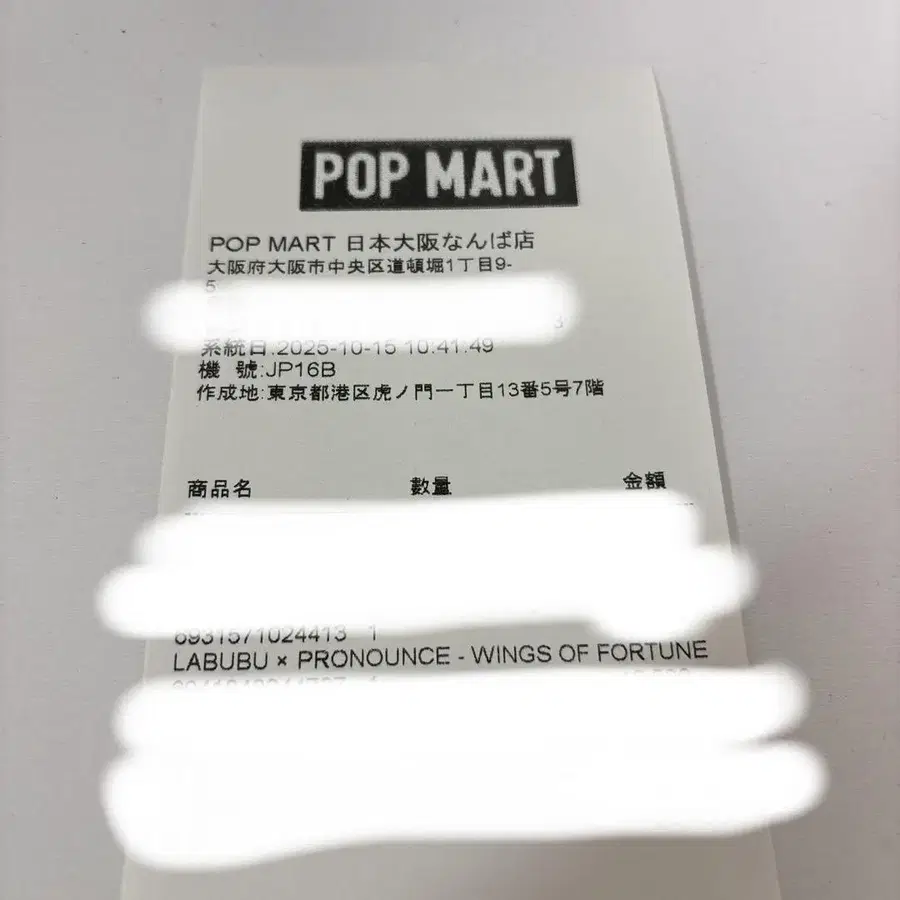 POP MART
POP MART 日本大阪なんば店
大阪府大阪市中央区道頓堀1丁目9-
5
系統日:2025-10-15 10:41:49
機 號:JP16B
作成地:東京都港区虎ノ門一丁目13番5号7階
商品名 數量 金額
6931571024413 1
LABUBU × PRONOUNCE - WINGS OF FORTUNE